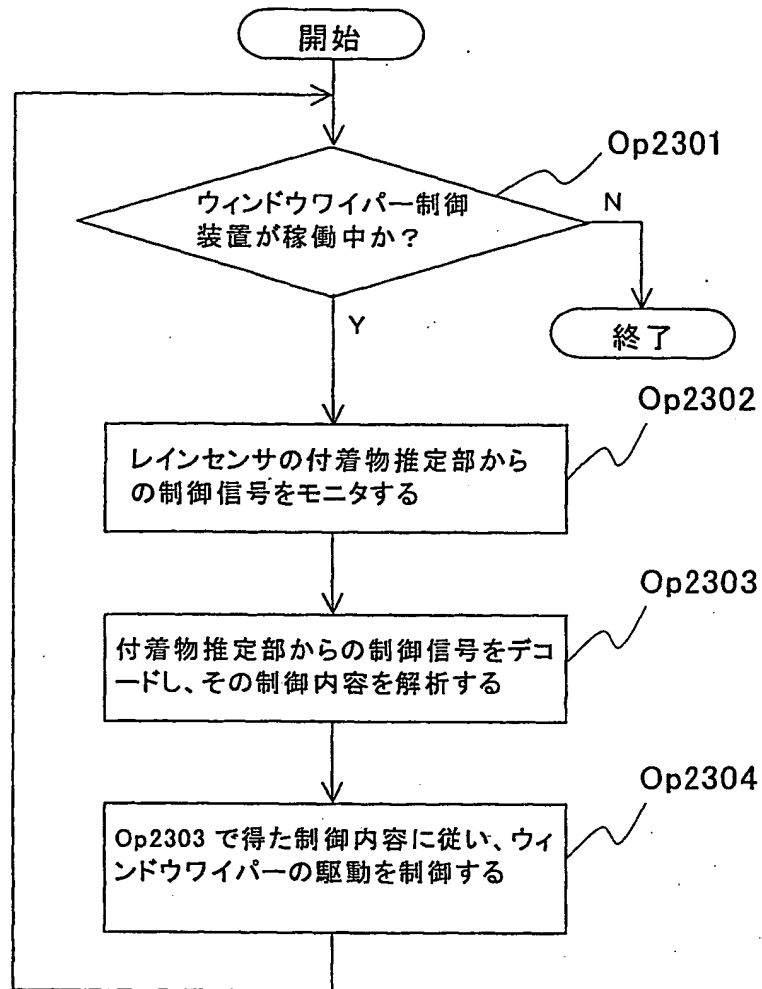 開始
Op2301
ウィンドウワイパー制御
装置が稼働中か？
N
終了
Y
Op2302
レインセンサの付着物推定部から
の制御信号をモニタする
Op2303
付着物推定部からの制御信号をデコ
ードし、その制御内容を解析する
Op2304
Op2303 で得た制御内容に従い、ウィ
ンドウワイパーの駆動を制御する